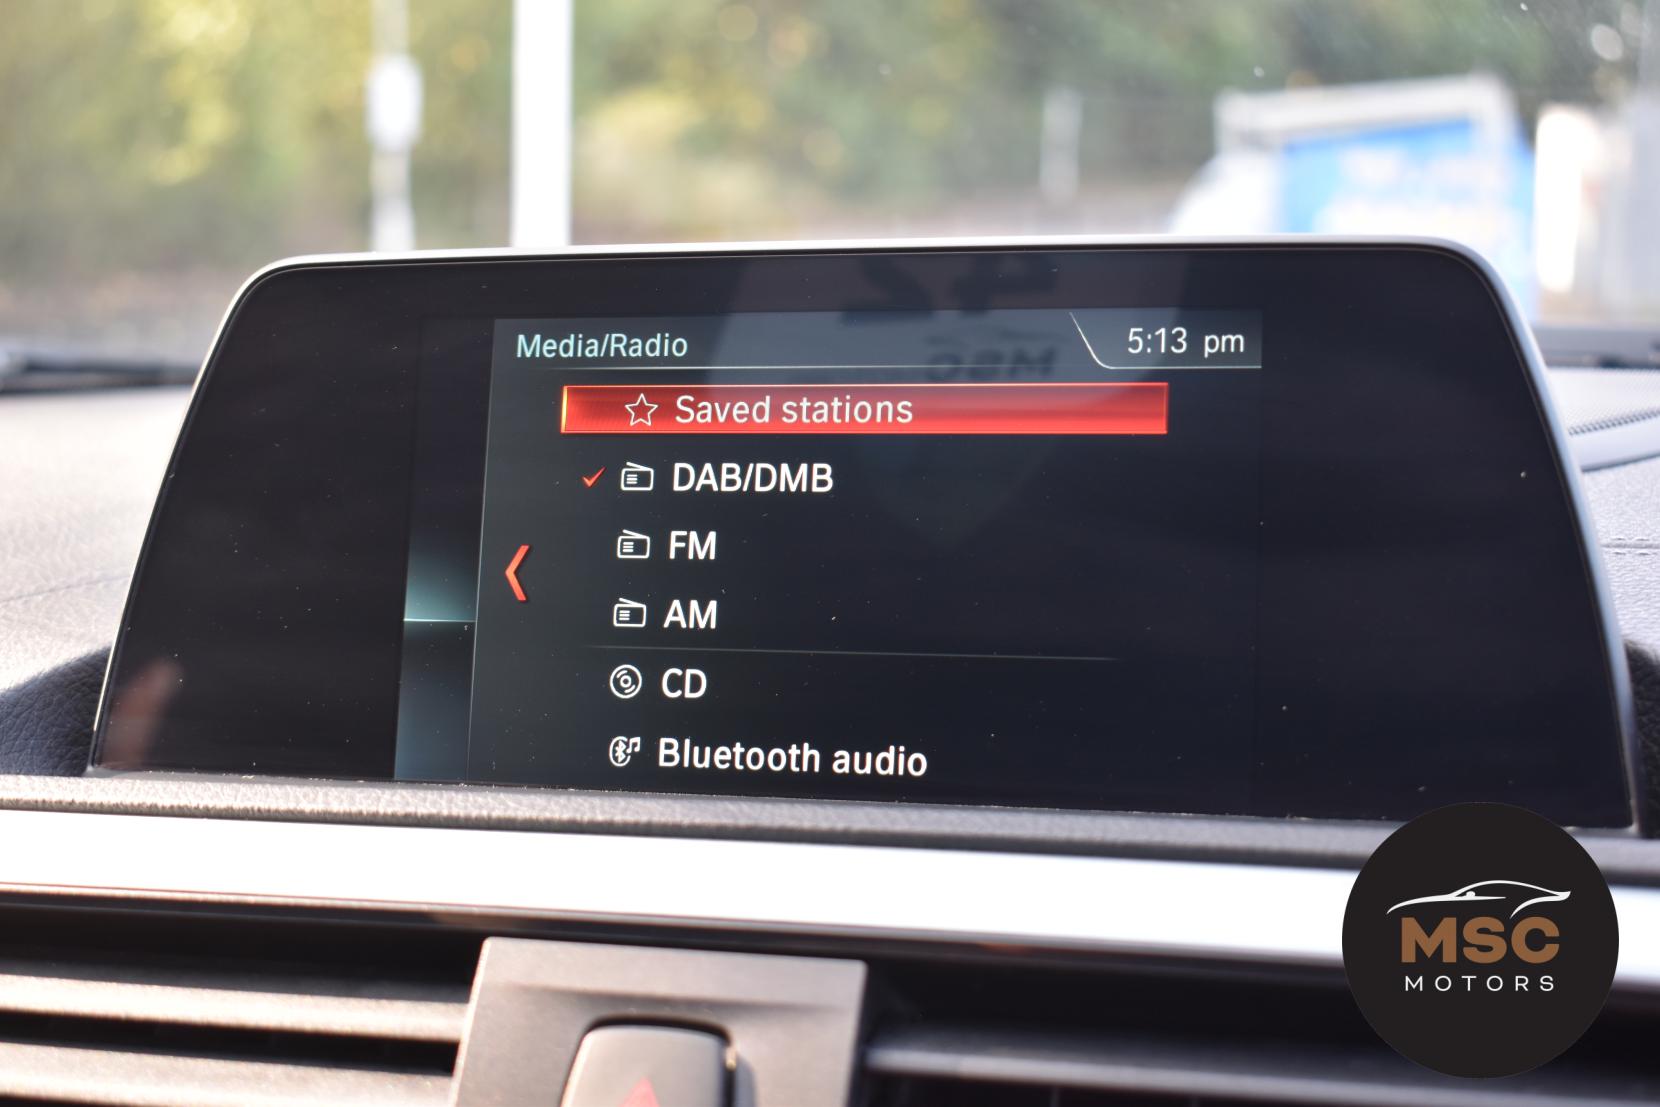 Media/Radio
5:13 pm
Saved stations
DAB/DMB
FM
AM
CD
Bluetooth audio
MSC
MOTORS